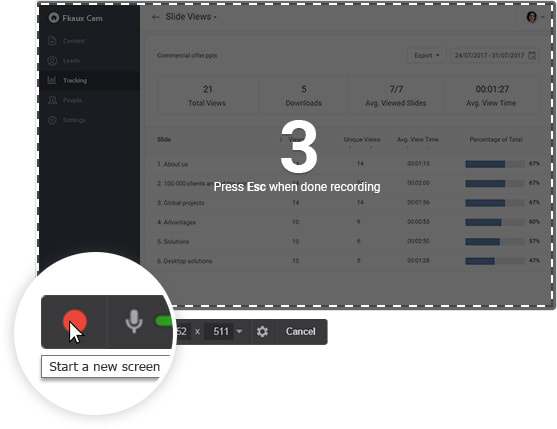 Fkaux Cam
Slide Views
Content
Leads
Tracking
People
Settings
Commercial offer.pptx
Export
24/07/2017 - 31/07/2017
21
Total Views
5
Downloads
7/7
Avg. Viewed Slides
00:01:27
Avg. View Time
3
Press Esc when done recording
Slide Unique Views Avg. View Time Percentage of Total
1. About us 14 00:01:13 67%
2. 100 000 clients 14 00:02:00 67%
3. Global projects 14 14 00:01:56 67%
4. Advantages 10 9 00:00:53 60%
5. Solutions 10 6 00:02:50 57%
6. Desktop solutions 10 5 00:01:28 47%
52 x 511 Cancel
Start a new screen